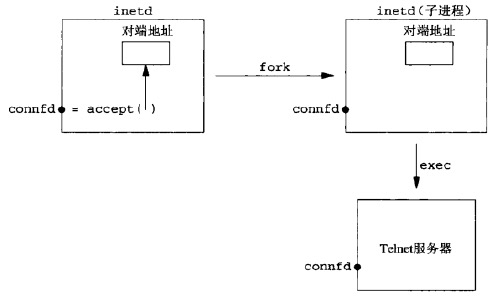 inetd
对端地址
connfd = accept( )
fork
inetd(子进程)
对端地址
connfd
exec
Telnet服务器
connfd